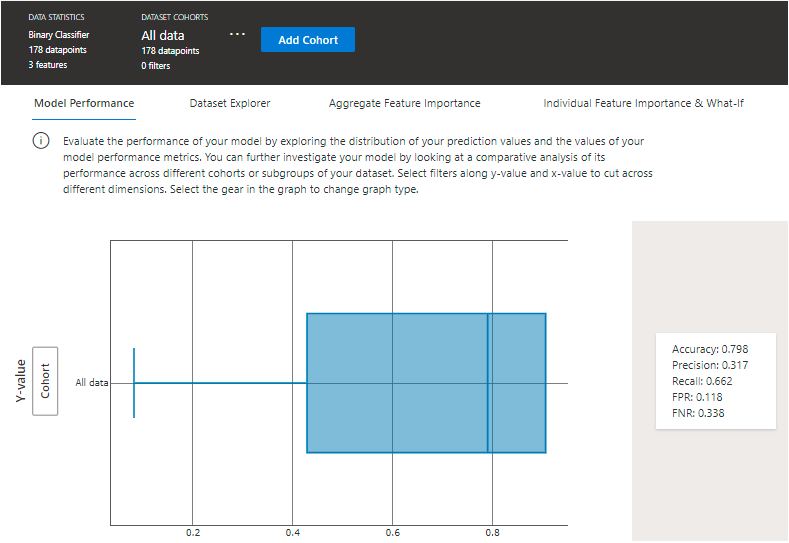 DATA STATISTICS
Binary Classifier
178 datapoints
3 features
DATASET COHORTS
All data
178 datapoints
0 filters
...
Add Cohort
Model Performance
Dataset Explorer
Aggregate Feature Importance
Individual Feature Importance & What-If
Evaluate the performance of your model by exploring the distribution of your prediction values and the values of your
model performance metrics. You can further investigate your model by looking at a comparative analysis of its
performance across different cohorts or subgroups of your dataset. Select filters along y-value and x-value to cut across
different dimensions. Select the gear in the graph to change graph type.
Y-value
Cohort
All data
0.2
0.4
0.6
0.8
Accuracy: 0.798
Precision: 0.317
Recall: 0.662
FPR: 0.118
FNR: 0.338